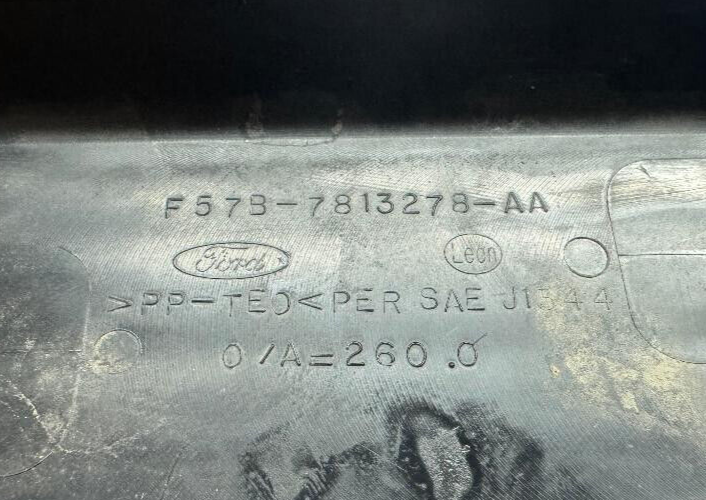 F57B-7813278-AA
Ford Leon
>PP-TEO< PER SAE J1344
O/A=260.0